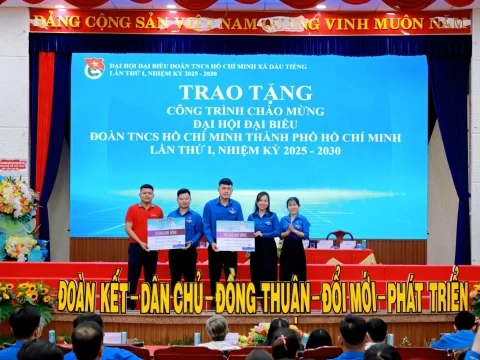 ĐẢNG CỘNG SẢN VIỆT NAM QUANG VINH MUÔN NĂM
ĐẠI HỘI ĐẠI BIỂU ĐOÀN TNCS HỒ CHÍ MINH XÃ DẦU TIẾNG
LẦN THỨ I, NHIỆM KỲ 2025 - 2030
TRAO TẶNG
CÔNG TRÌNH CHÀO MỪNG
ĐẠI HỘI ĐẠI BIỂU
ĐOÀN TNCS HỒ CHÍ MINH THÀNH PHỐ HỒ CHÍ MINH
LẦN THỨ I, NHIỆM KỲ 2025 - 2030
ĐOÀN KẾT - DÂN CHỦ - ĐỒNG THUẬN - ĐỔI MỚI - PHÁT TRIỂN